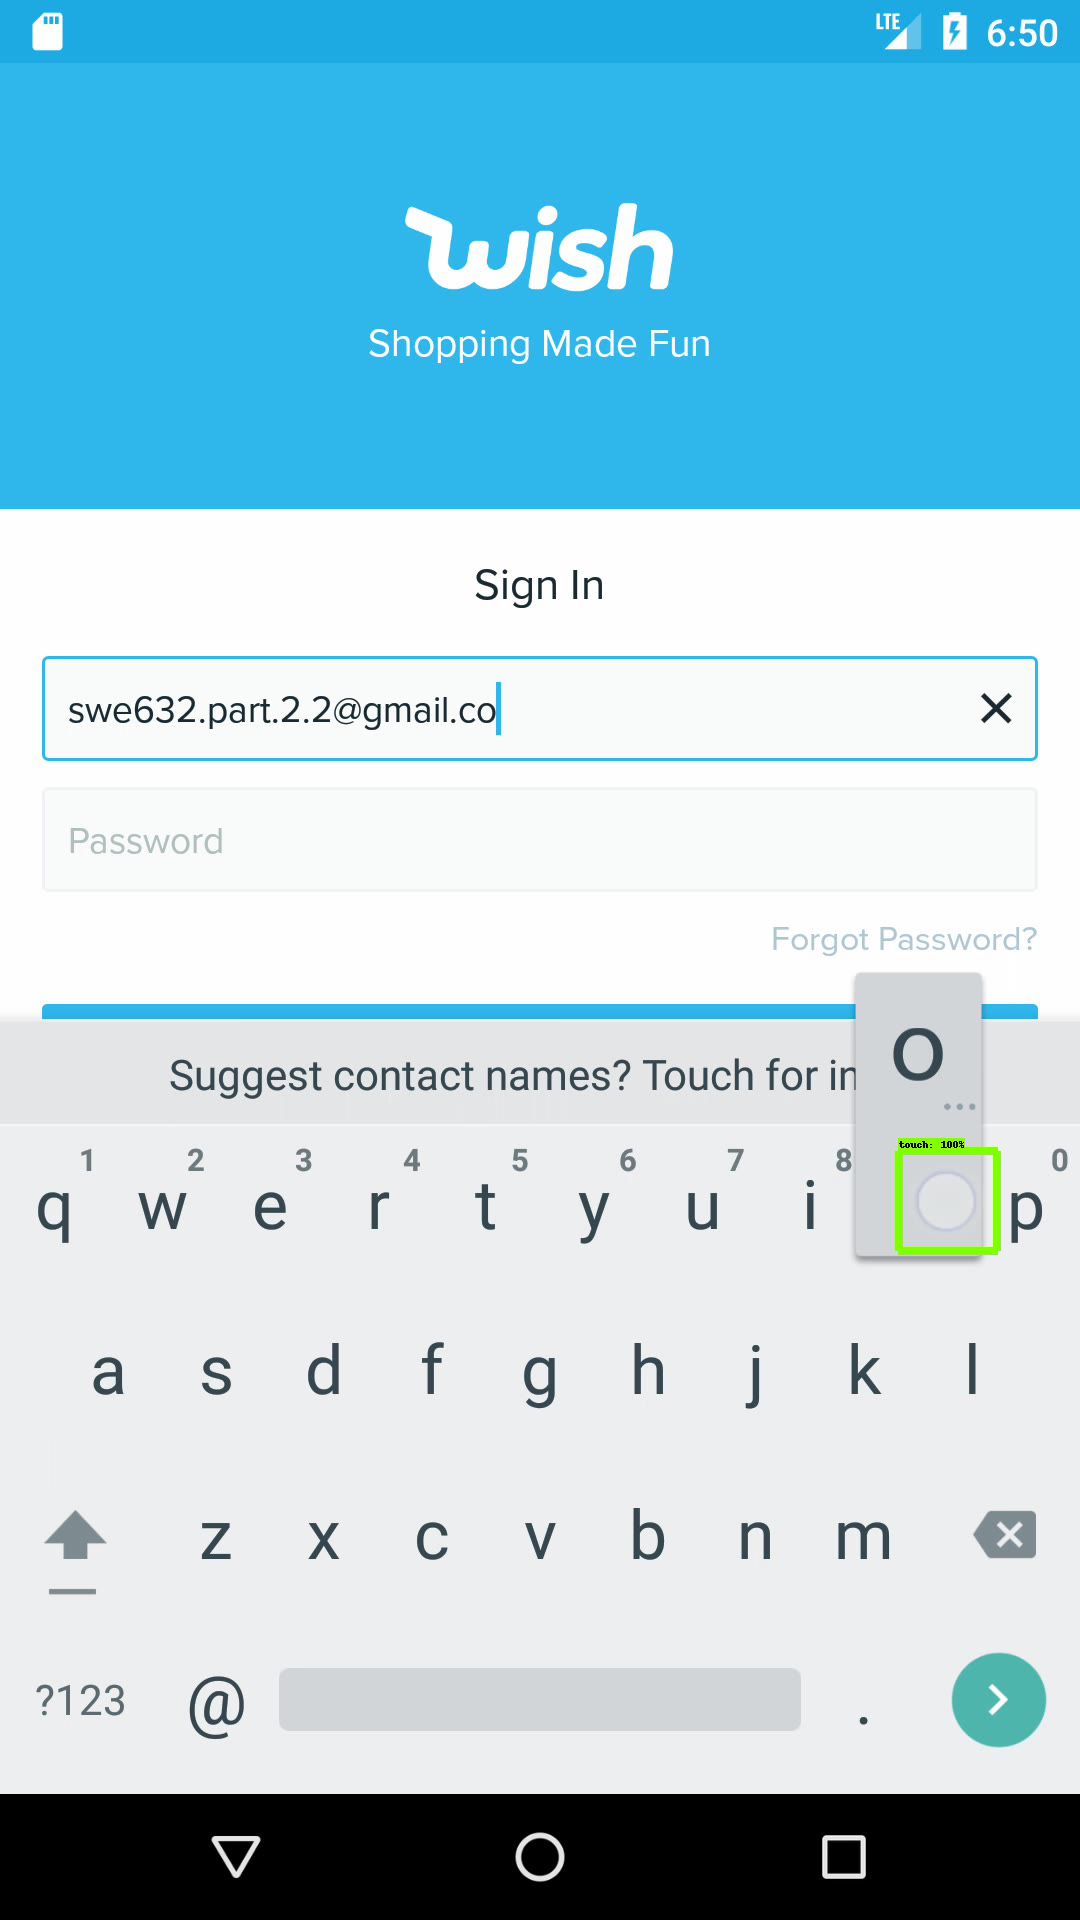 LTE 6:50
wish
Shopping Made Fun
Sign In
swe632.part.2.2@gmail.co
Password
Forgot Password?
Suggest contact names? Touch for in
o
...
touch: 100%
1 2 3 4 5 6 7 8 0
q w e r t y u i p
a s d f g h j k l
z x c v b n m
?123 @ .